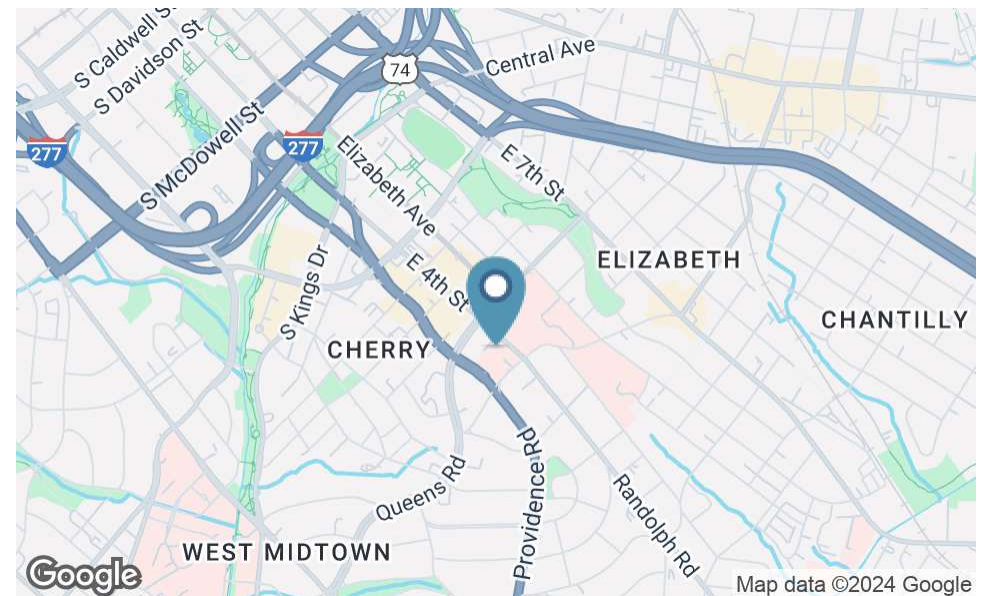 S Caldwell S
S Davidson St
74
Central Ave
277
277
S McDowell St
Elizabeth Ave
E 7th St
ELIZABETH
E 4th St
S Kings Dr
CHANTILLY
CHERRY
Providence Rd
Queens Rd
Randolph Rd
WEST MIDTOWN
Google
Map data ©2024 Google